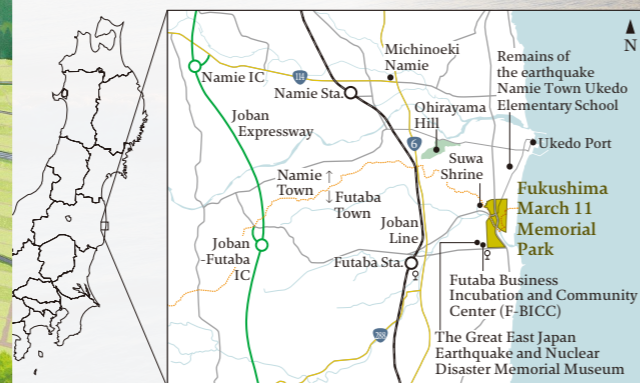 N
Michinoeki
Namie
Remains of
the earthquake
Namie Town Ukedo
Elementary School
Namie IC
114
Namie Sta.
Ohirayama
Hill
Joban
Expressway
6
Ukedo Port
Suwa
Shrine
Namie ↑
Town
↓ Futaba
Town
Fukushima
March 11
Memorial
Park
Joban
Line
Joban
-Futaba
IC
Futaba Sta.
Futaba Business
Incubation and Community
Center (F-BICC)
288
The Great East Japan
Earthquake and Nuclear
Disaster Memorial Museum